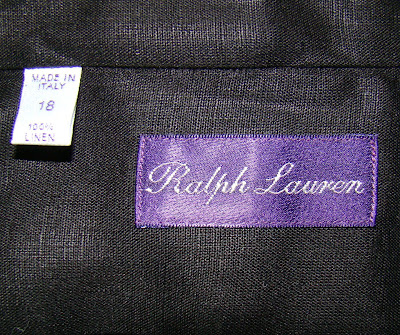 MADE IN
ITALY
18
100%
LINEN
Ralph Lauren